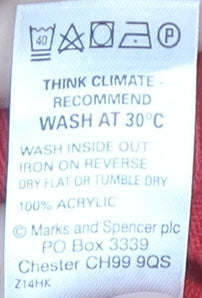 40 P
THINK CLIMATE -
RECOMMEND
WASH AT 30°C
WASH INSIDE OUT
IRON ON REVERSE
DRY FLAT OR TUMBLE DRY
100% ACRYLIC
© Marks and Spencer plc
PO Box 3339
Chester CH99 9QS
Z14HK